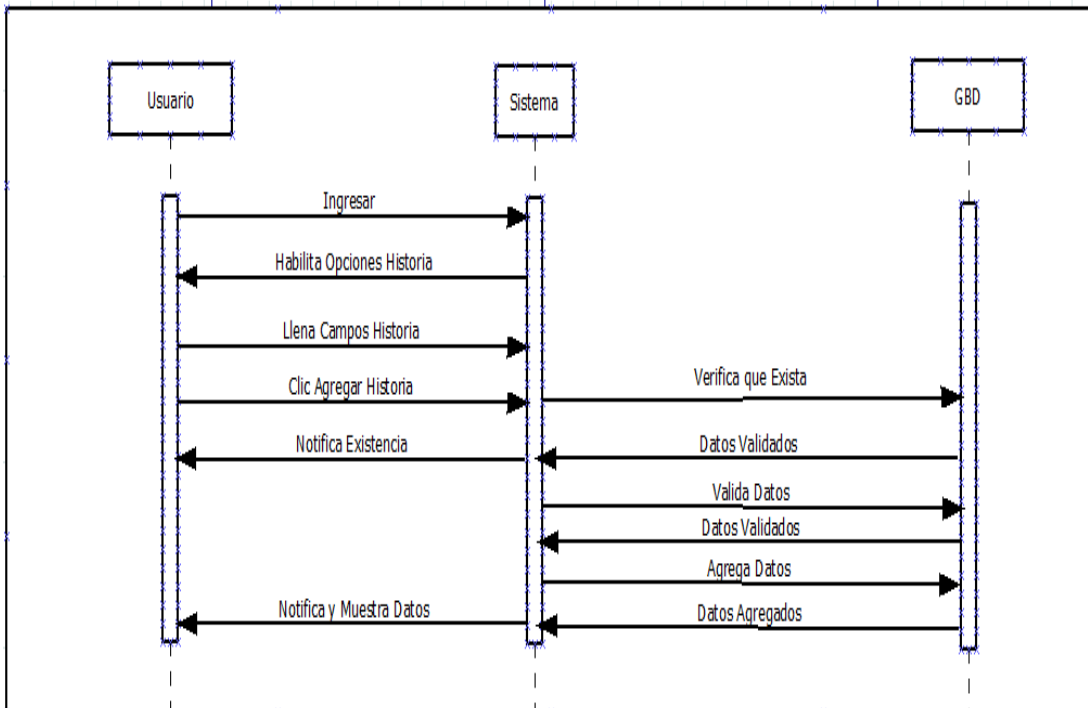 Usuario
Sistema
GBD
Ingresar
Habilita Opciones Historia
Llena Campos Historia
Clic Agregar Historia
Verifica que Exista
Notifica Existencia
Datos Validados
Valida Datos
Datos Validados
Agrega Datos
Notifica y Muestra Datos
Datos Agregados